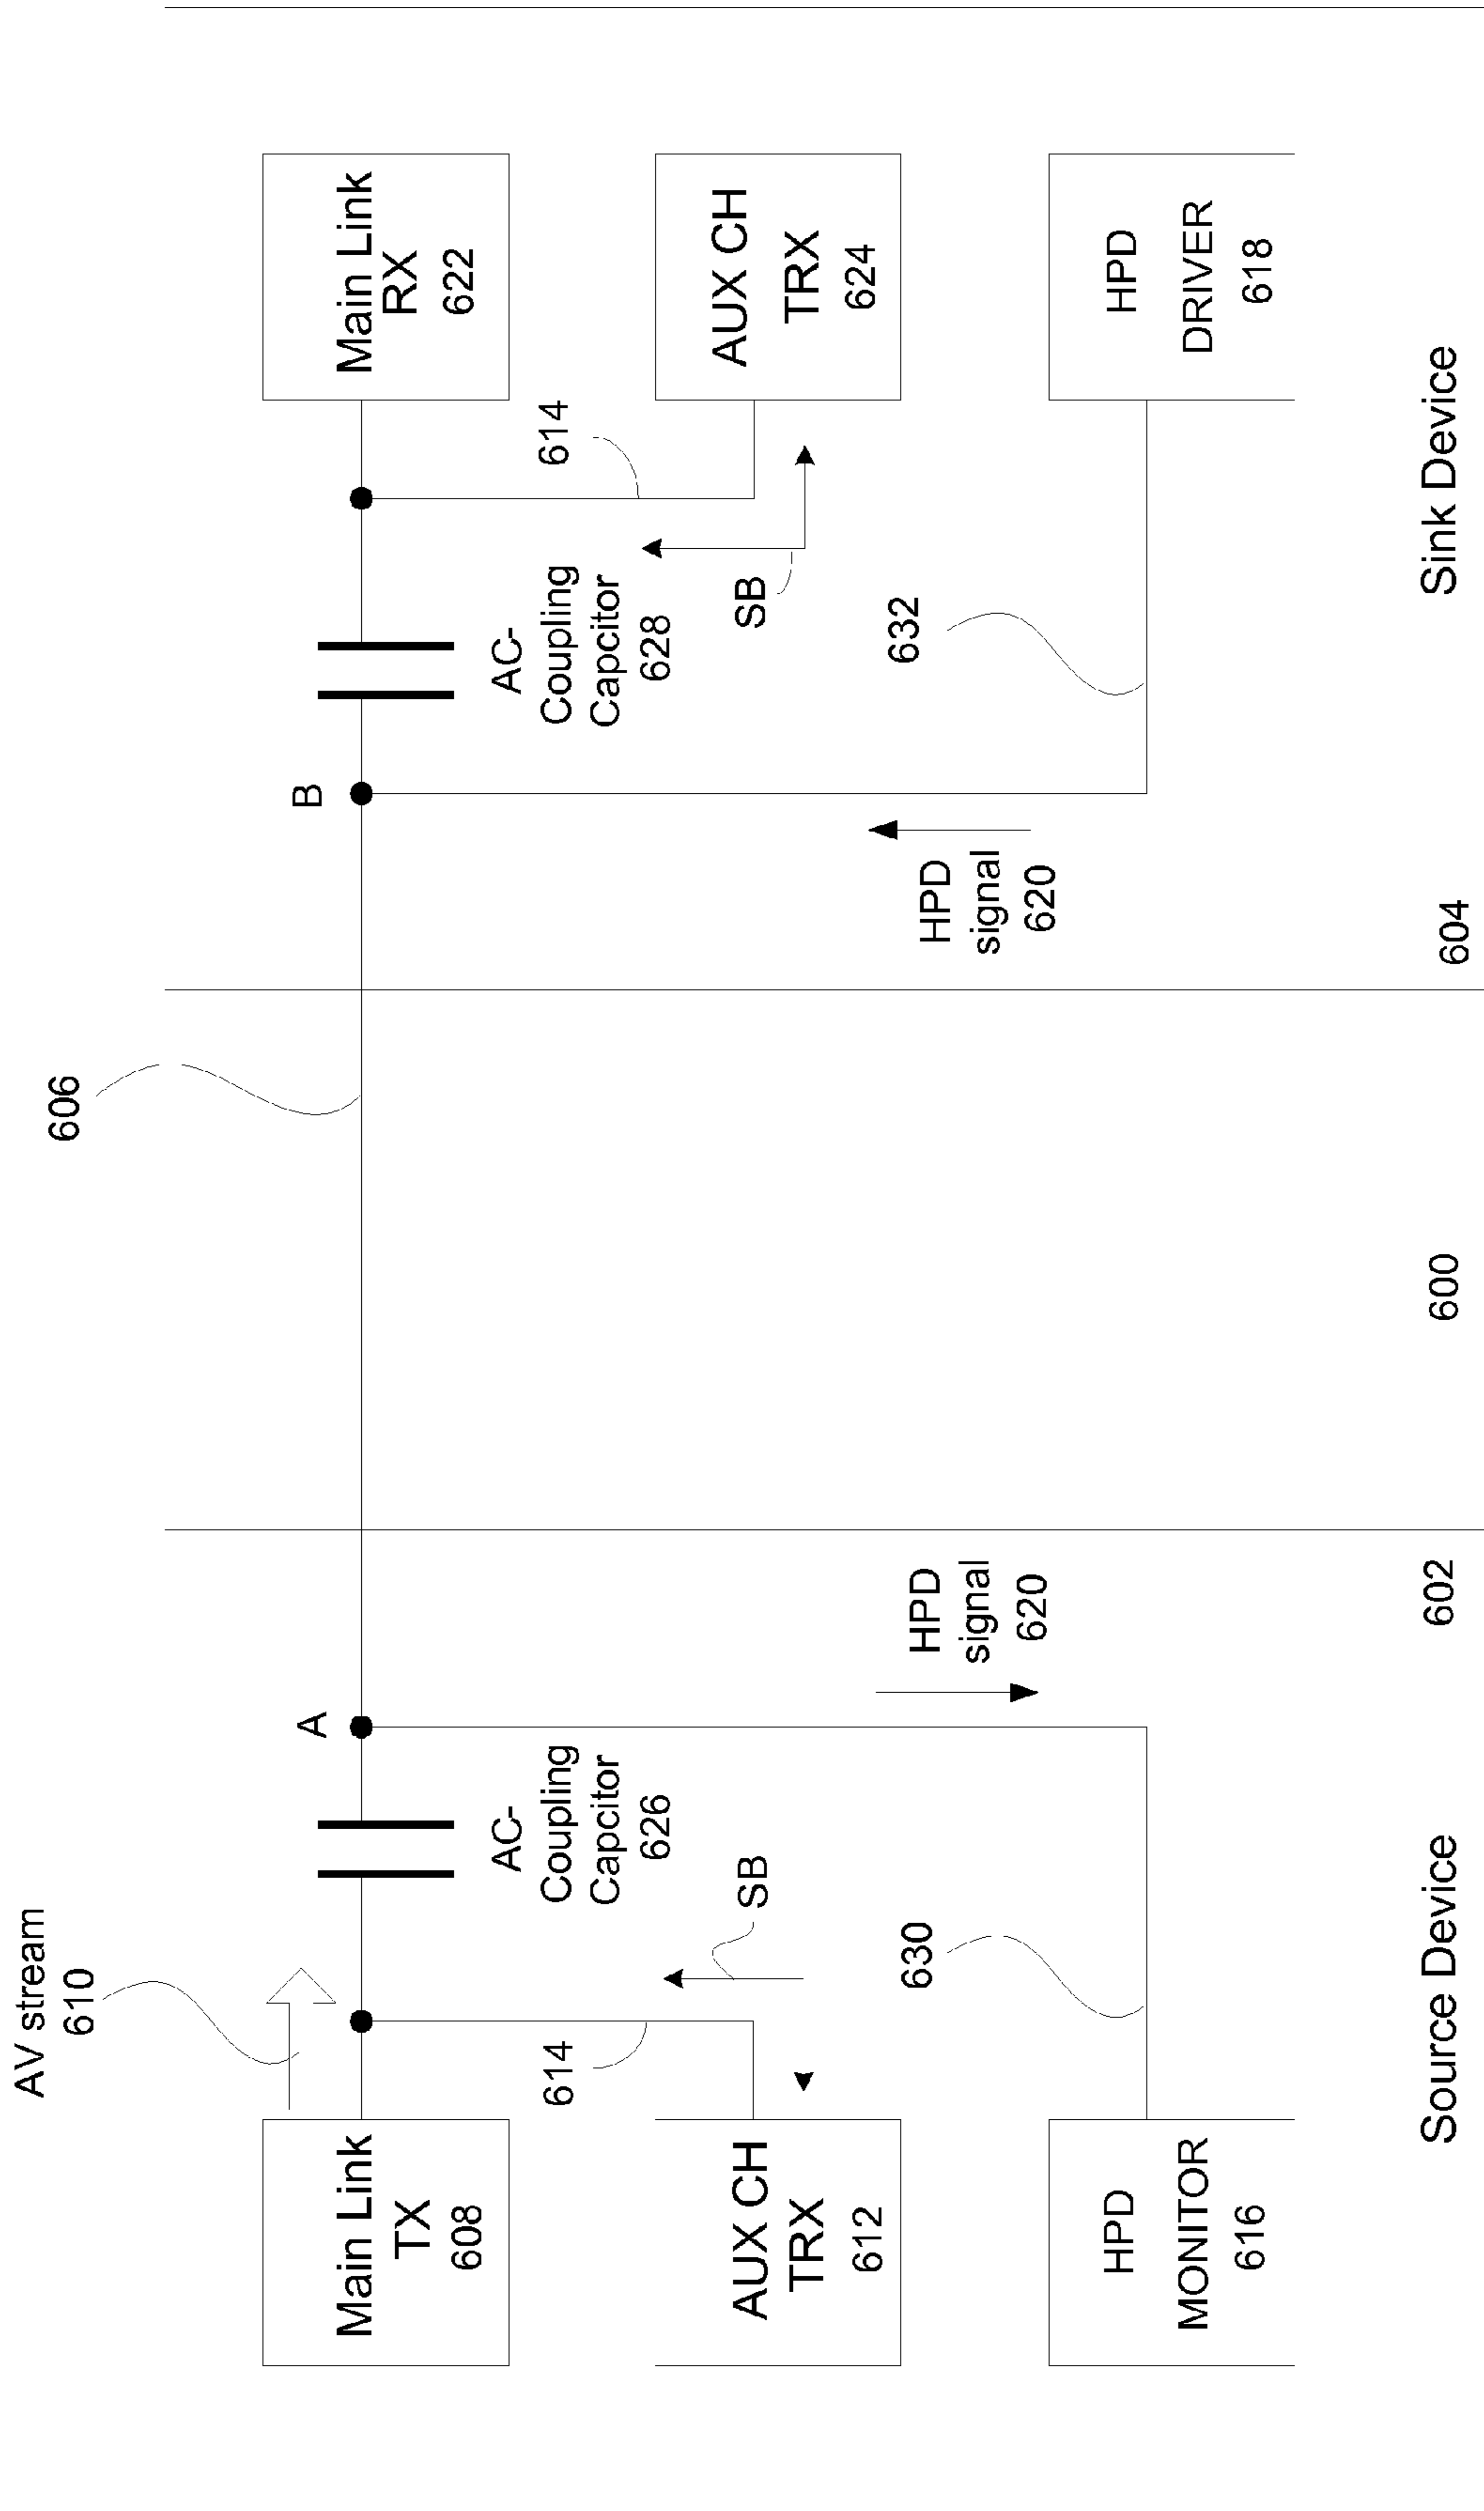 AV stream
610
606
Main Link
TX
608
A
B
Main Link
RX
622
AC-
Coupling
Capcitor
626
AC-
Coupling
Capcitor
628
614
614
SB
SB
AUX CH
TRX
612
AUX CH
TRX
624
630
HPD
signal
620
HPD
signal
620
632
HPD
MONITOR
616
HPD
DRIVER
618
Source Device
602
600
604
Sink Device